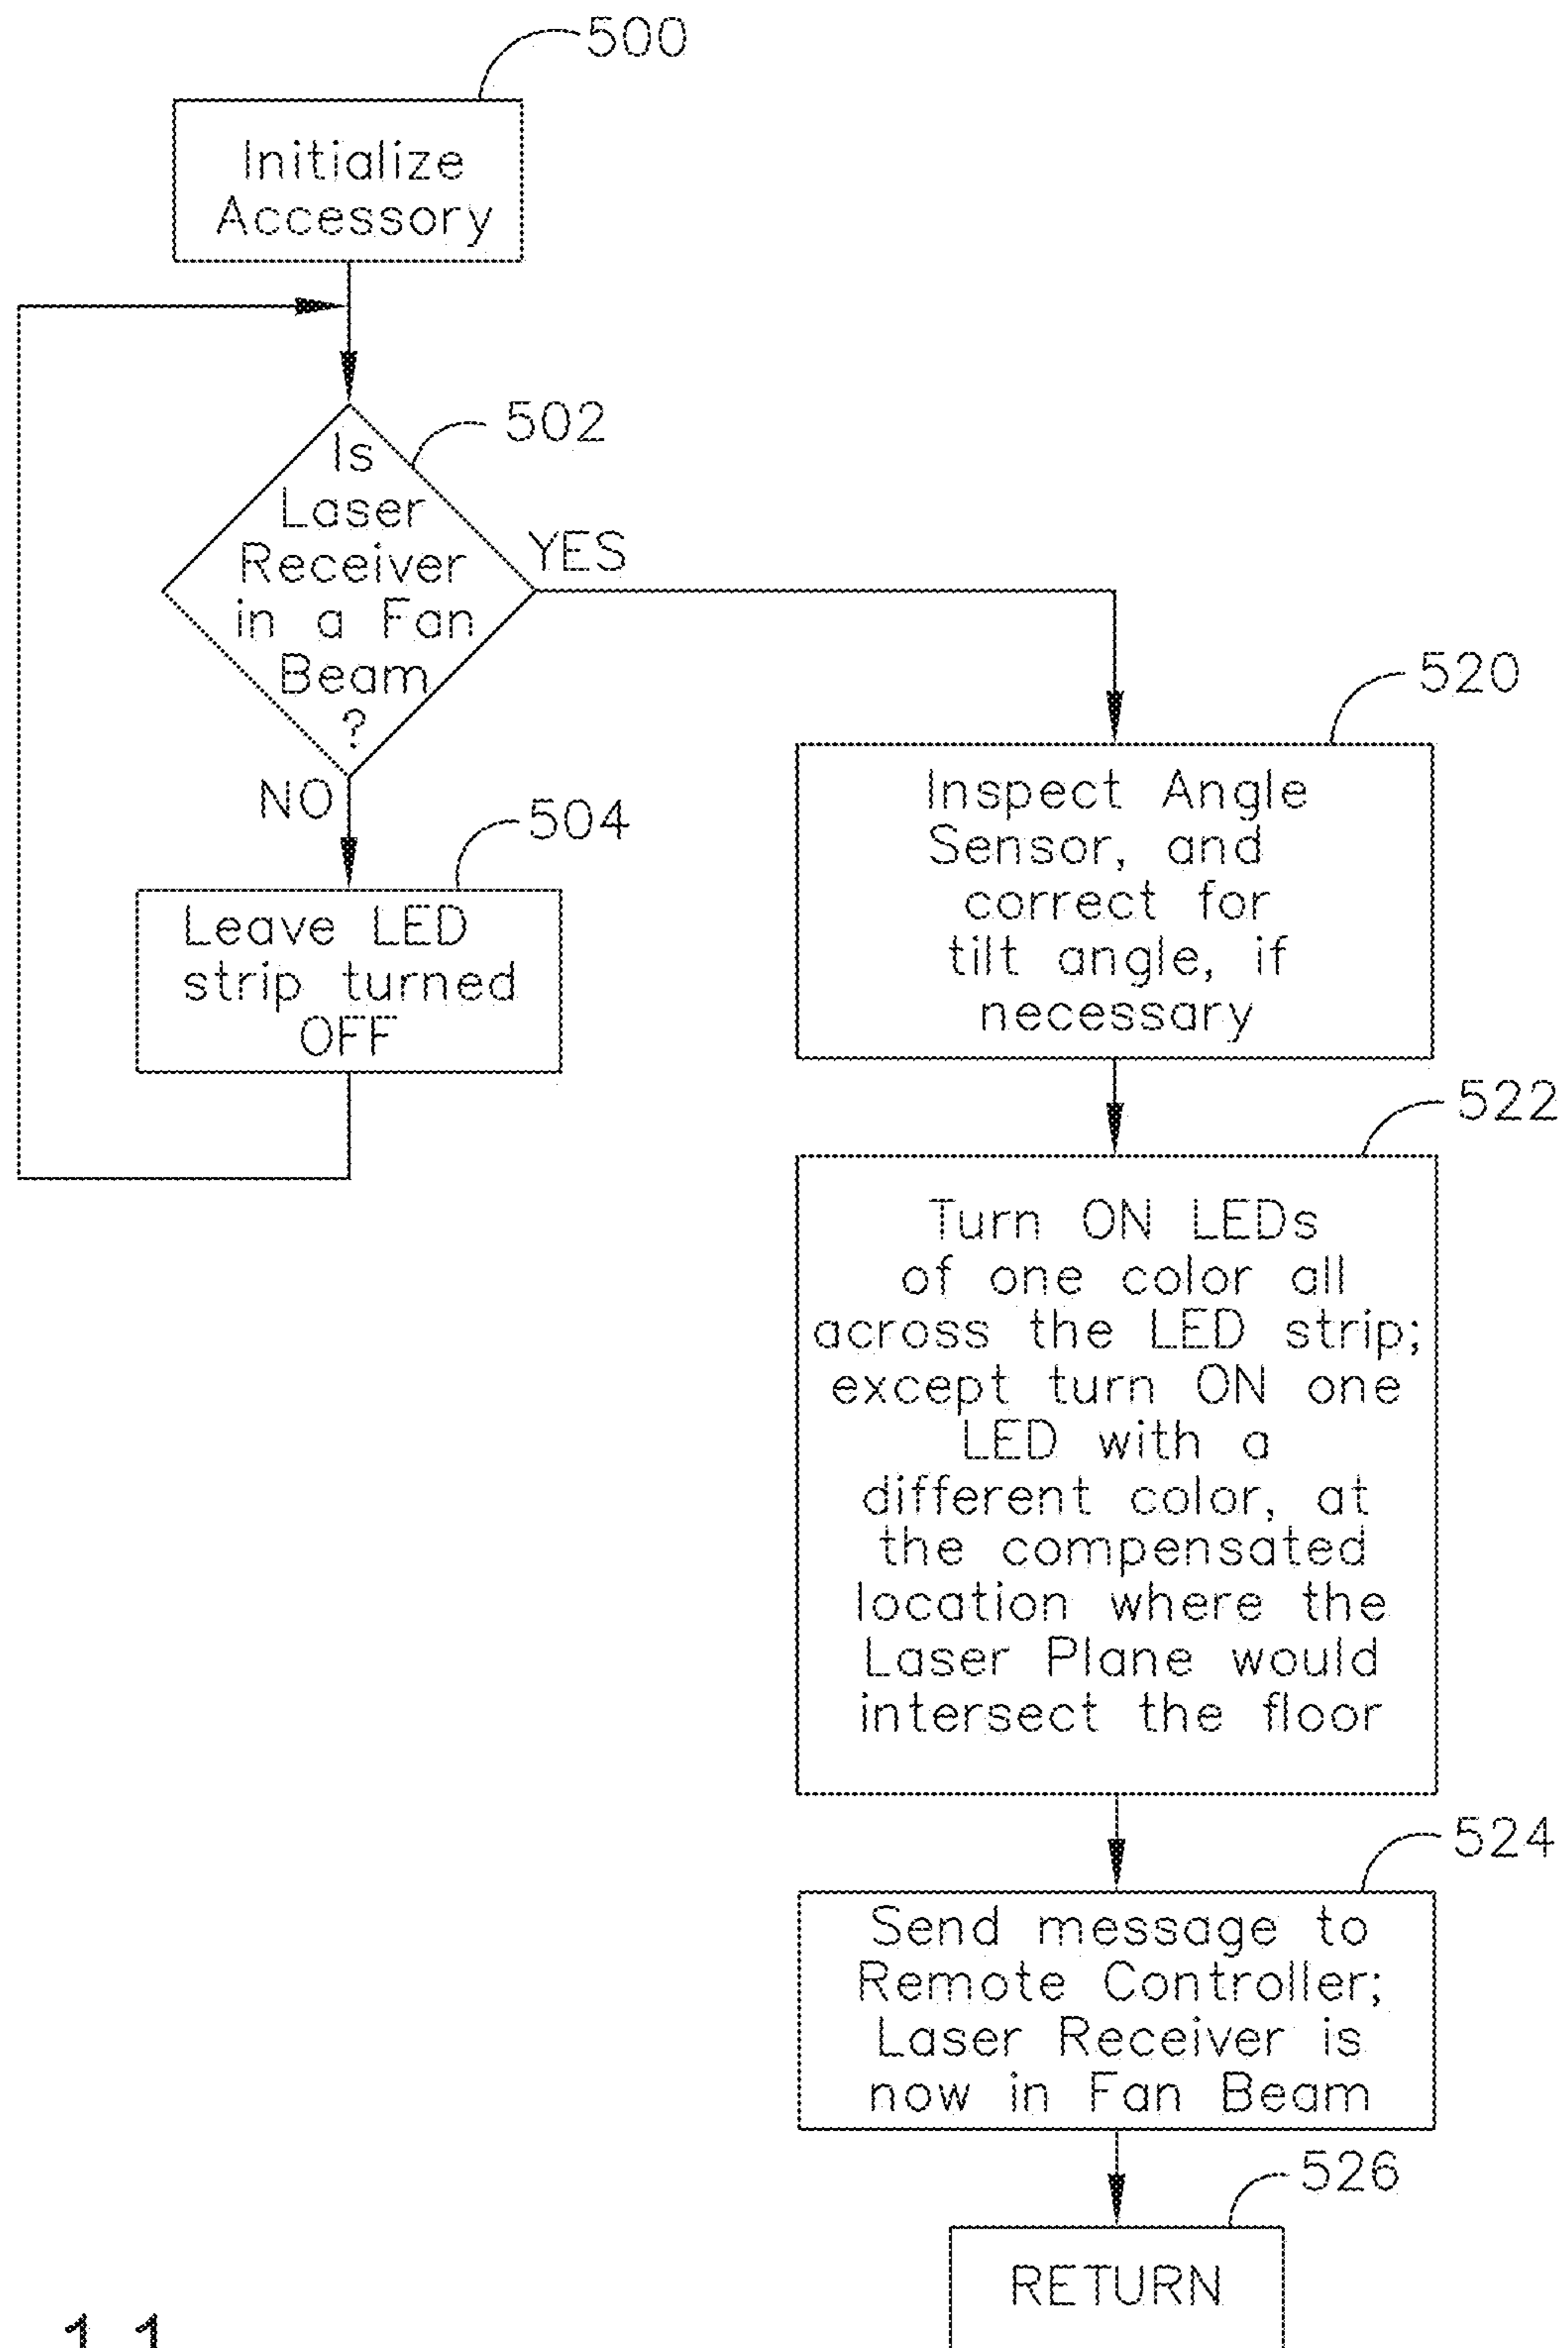 500
Initialize
Accessory
502
Is
Laser
Receiver
in a Fan
Beam
?
YES
NO
504
Leave LED
strip turned
OFF
520
Inspect Angle
Sensor, and
correct for
tilt angle, if
necessary
522
Turn ON LEDs
of one color all
across the LED strip;
except turn ON one
LED with a
different color, at
the compensated
location where the
Laser Plane would
intersect the floor
524
Send message to
Remote Controller;
Laser Receiver is
now in Fan Beam
526
RETURN
11